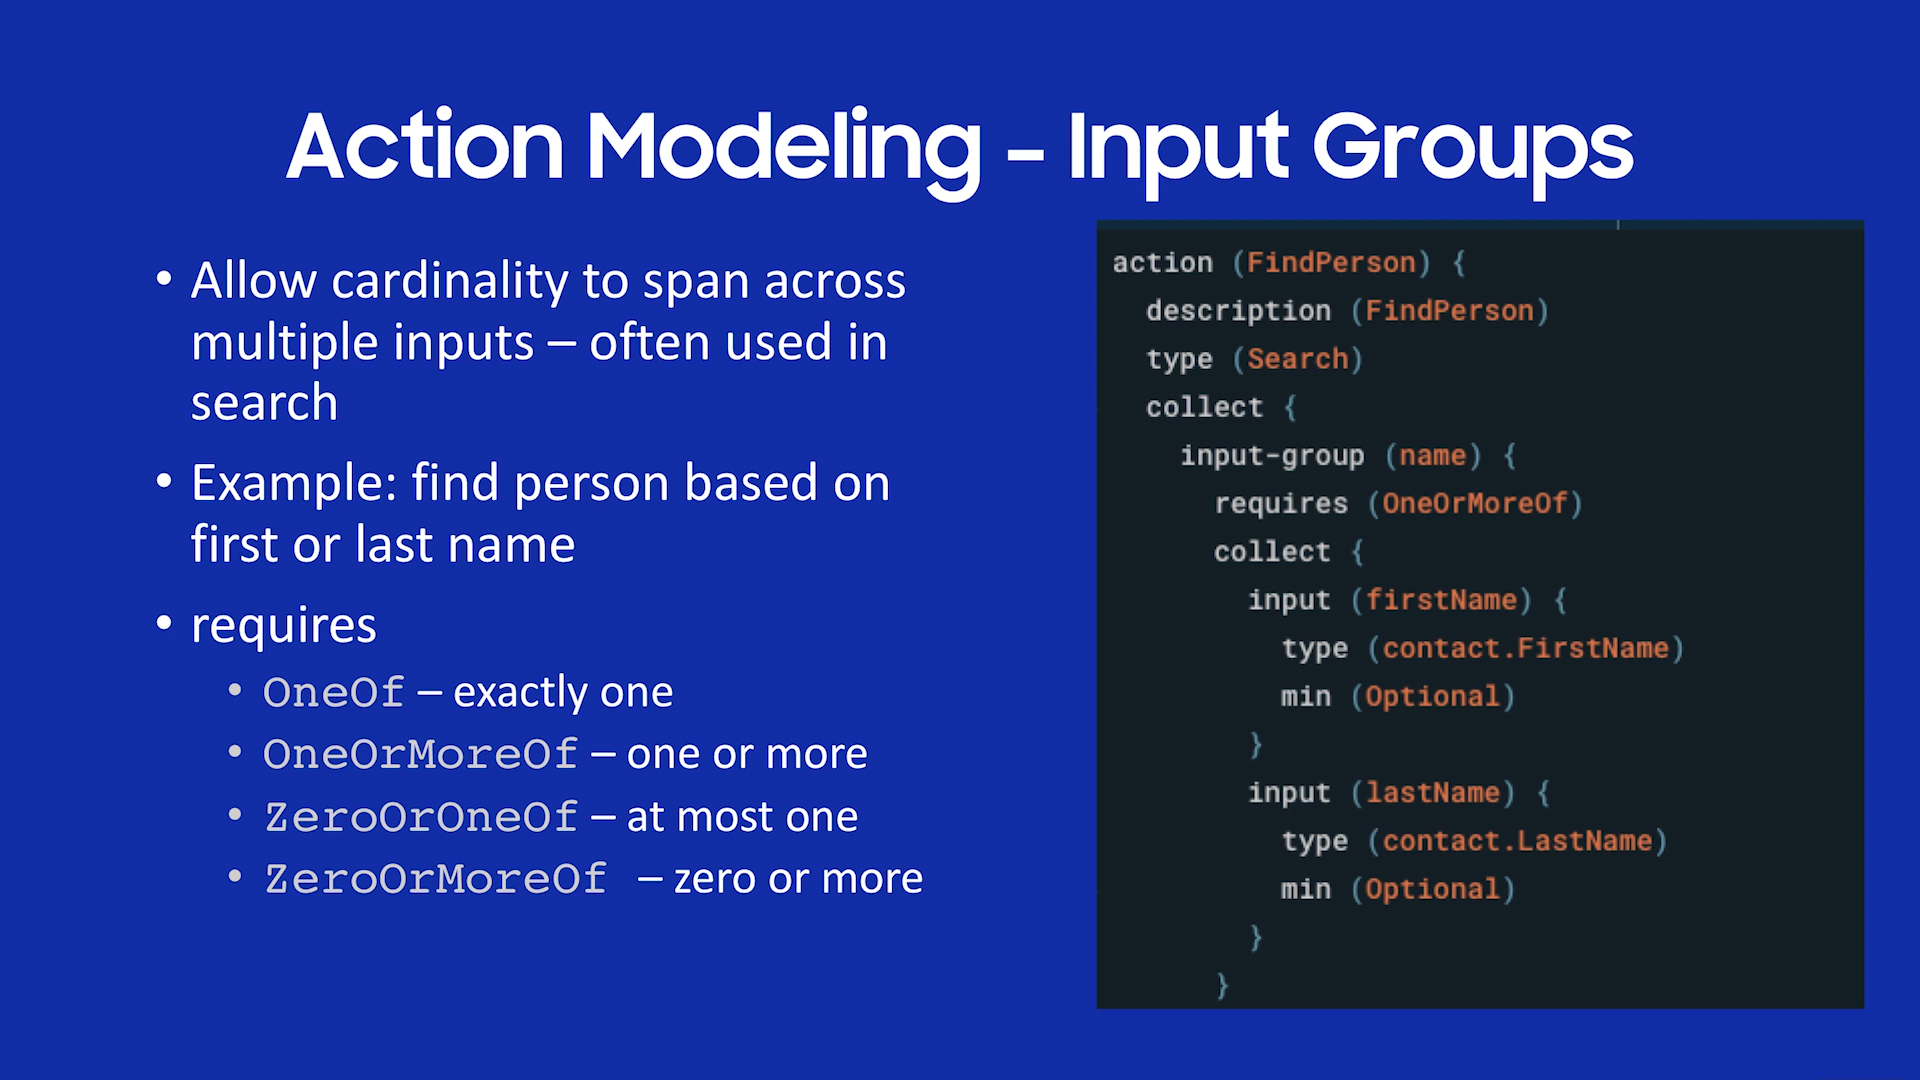 Action Modeling – Input Groups
• Allow cardinality to span across
multiple inputs – often used in
search
• Example: find person based on
first or last name
• requires
• OneOf – exactly one
• OneOrMoreOf – one or more
• ZeroOrOneOf – at most one
• ZeroOrMoreOf – zero or more
action (FindPerson) {
description (FindPerson)
type (Search)
collect {
input-group (name) {
requires (OneOrMoreOf)
collect {
input (firstName) {
type (contact.FirstName)
min (Optional)
}
input (lastName) {
type (contact.LastName)
min (Optional)
}
}